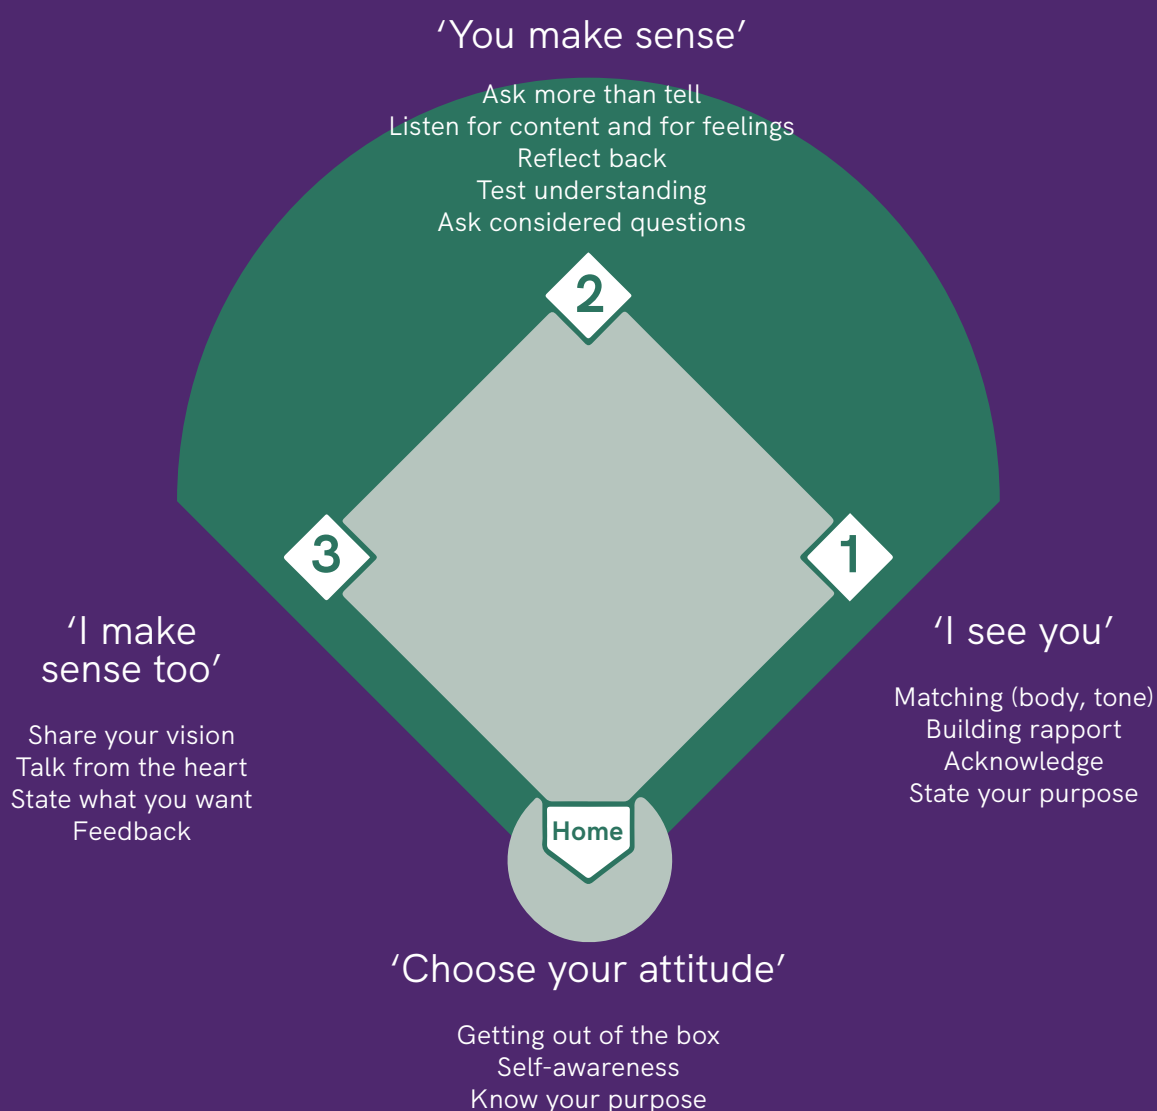 ‘You make sense’
Ask more than tell
Listen for content and for feelings
Reflect back
Test understanding
Ask considered questions
2
3
1
‘I make
sense too’
Share your vision
Talk from the heart
State what you want
Feedback
‘I see you’
Matching (body, tone)
Building rapport
Acknowledge
State your purpose
Home
‘Choose your attitude’
Getting out of the box
Self-awareness
Know your purpose